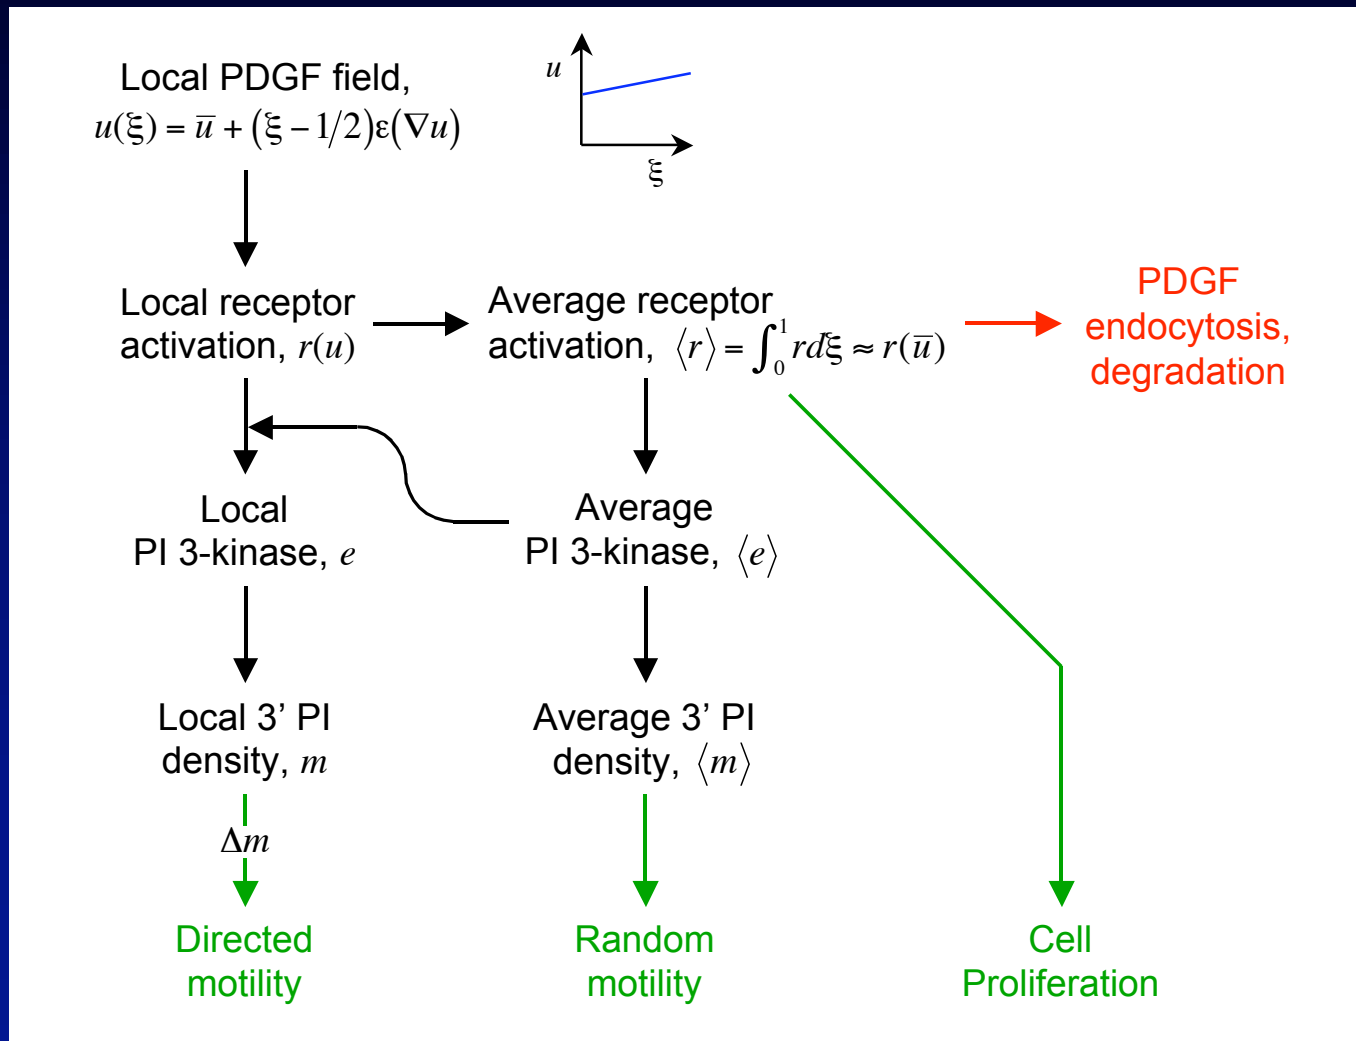 Local PDGF field,
u(ξ) = u̅ + (ξ – 1/2)ε(∇u)
u
ξ
Local receptor
activation, r(u)
Average receptor
activation, ⟨r⟩ = ∫₀¹ rdξ ≈ r(u̅)
PDGF
endocytosis,
degradation
Local
PI 3-kinase, e
Average
PI 3-kinase, ⟨e⟩
Local 3’ PI
density, m
Average 3’ PI
density, ⟨m⟩
Δm
Directed
motility
Random
motility
Cell
Proliferation